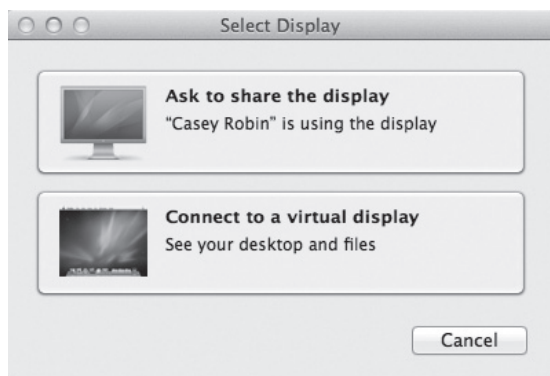 Select Display
Ask to share the display
“Casey Robin” is using the display
Connect to a virtual display
See your desktop and files
Cancel